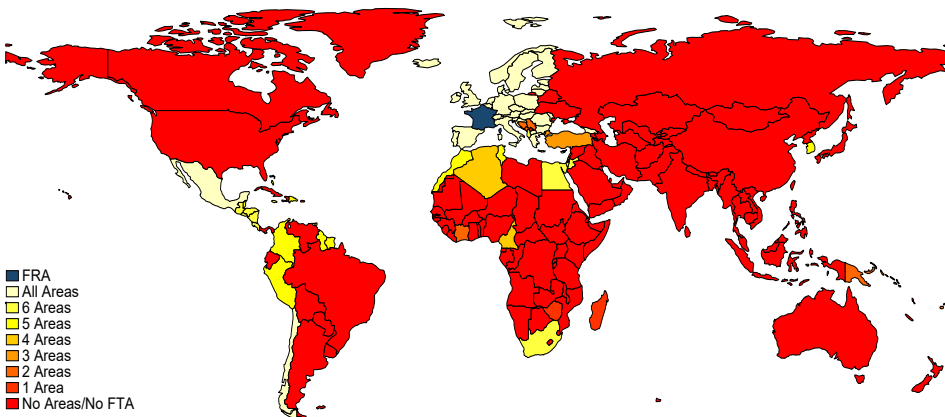 FRA
All Areas
6 Areas
5 Areas
4 Areas
3 Areas
2 Areas
1 Area
No Areas/No FTA